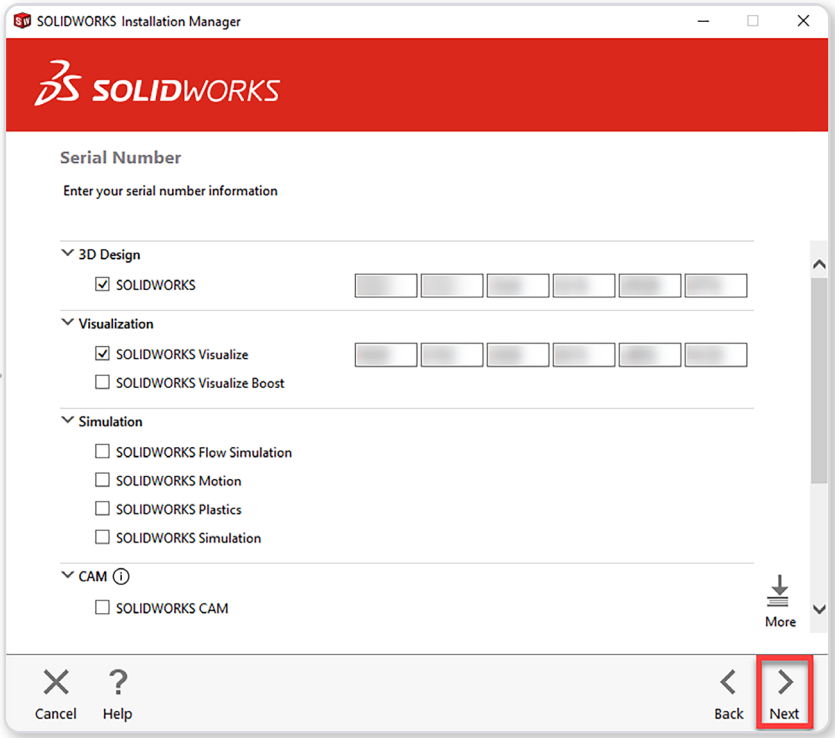 SOLIDWORKS Installation Manager
SOLIDWORKS
Serial Number
Enter your serial number information
3D Design
SOLIDWORKS
Visualization
SOLIDWORKS Visualize
SOLIDWORKS Visualize Boost
Simulation
SOLIDWORKS Flow Simulation
SOLIDWORKS Motion
SOLIDWORKS Plastics
SOLIDWORKS Simulation
CAM
SOLIDWORKS CAM
More
Cancel Help Back Next